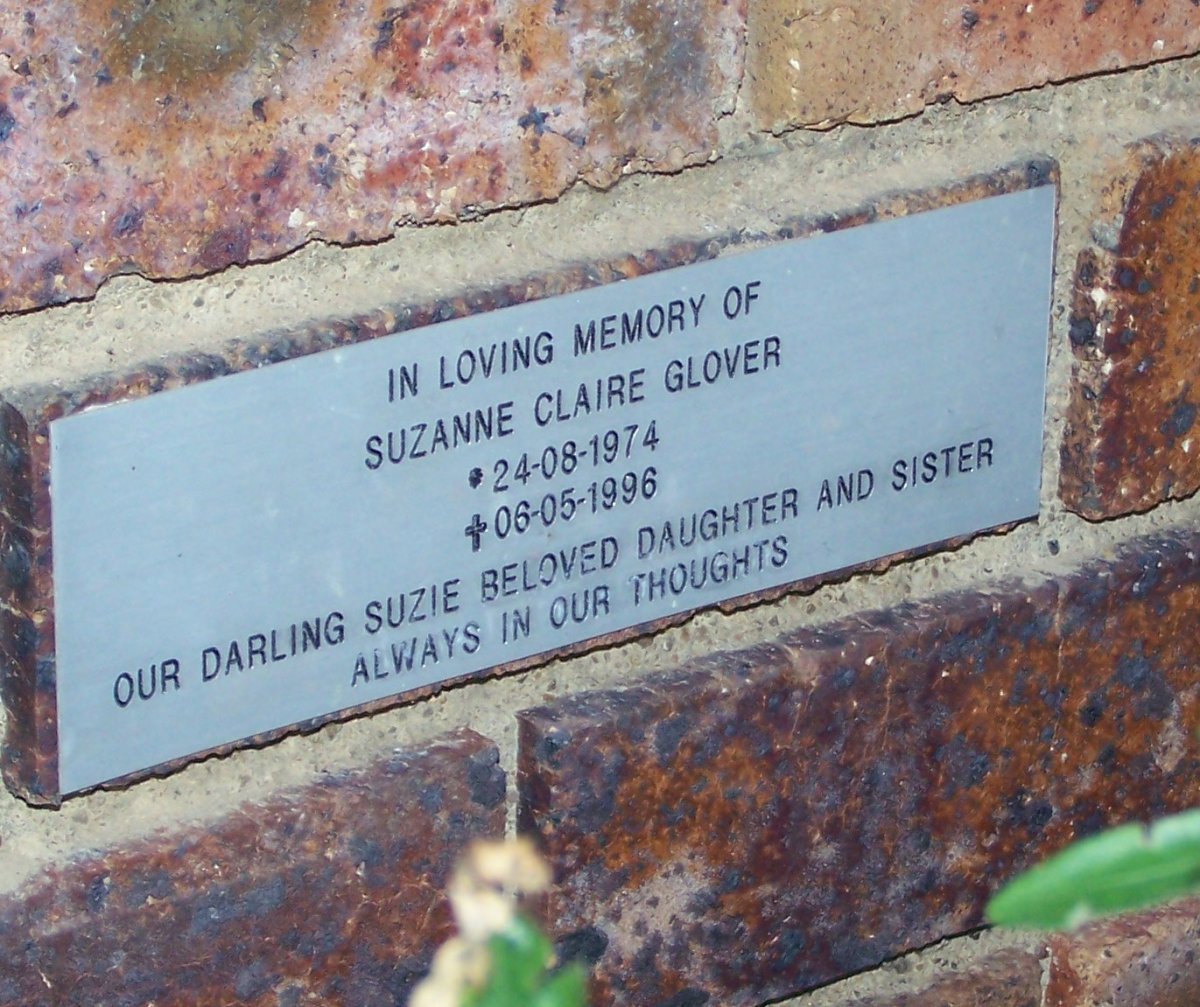 IN LOVING MEMORY OF
SUZANNE CLAIRE GLOVER
* 24-08-1974
✝ 06-05-1996
OUR DARLING SUZIE BELOVED DAUGHTER AND SISTER
ALWAYS IN OUR THOUGHTS